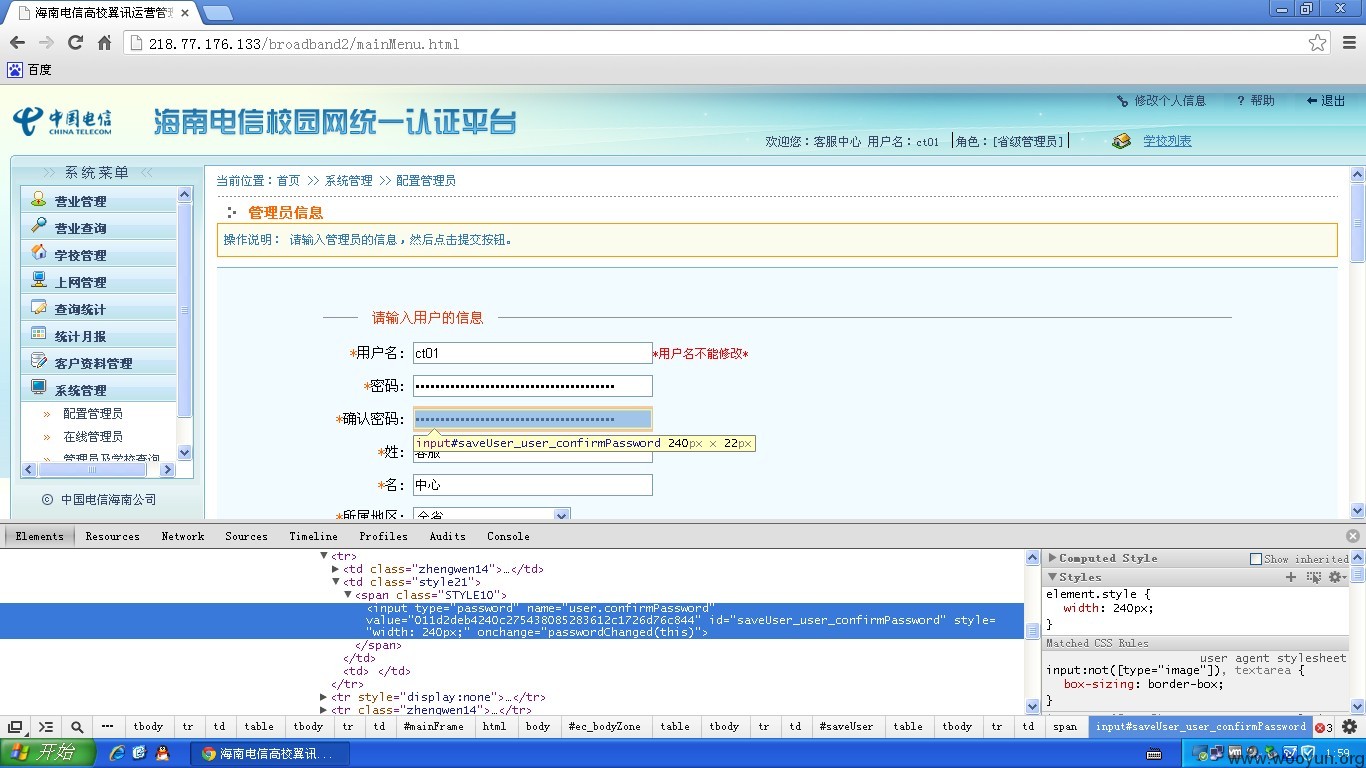 海南电信高校翼讯运营管理
218.77.176.133/broadband2/mainMenu.html
百度
中国电信
CHINA TELECOM
海南电信校园网统一认证平台
修改个人信息 ? 帮助 退出
欢迎您：客服中心 用户名：ct01 角色：[省级管理员] 学校列表
系统菜单
营业管理
营业查询
学校管理
上网管理
查询统计
统计月报
客户资料管理
系统管理
配置管理员
在线管理员
管理员及学校查询
© 中国电信海南公司
当前位置：首页 >> 系统管理 >> 配置管理员
管理员信息
操作说明： 请输入管理员的信息，然后点击提交按钮。
请输入用户的信息
*用户名： ct01 *用户名不能修改*
*密码：
*确认密码：
input#saveUser_user_confirmPassword 240px × 22px
*姓： 客服
*名： 中心
*所属地区： 全省
Elements Resources Network Sources Timeline Profiles Audits Console
▼<tr>
▶<td class="zhengwen14">…</td>
▼<td class="style21">
▼<span class="STYLE10">
<input type="password" name="user.confirmPassword"
value="011d2deb4240c275438085283612c1726d76c844" id="saveUser_user_confirmPassword" style=
"width: 240px;" onchange="passwordChanged(this)">
</span>
</td>
<td> </td>
</tr>
▶<tr style="display:none">…</tr>
▶<tr class="zhengwen14">…</tr>
▶Computed Style Show inherited
▼Styles
element.style {
width: 240px;
}
Matched CSS Rules
user agent stylesheet
input:not([type="image"]), textarea {
box-sizing: border-box;
}
tbody tr td table tbody tr td #mainFrame html body #ec_bodyZone table tbody tr td #saveUser table tbody tr td span input#saveUser_user_confirmPassword 3
开始 海南电信高校翼讯... 1:59
www.wooyun.org